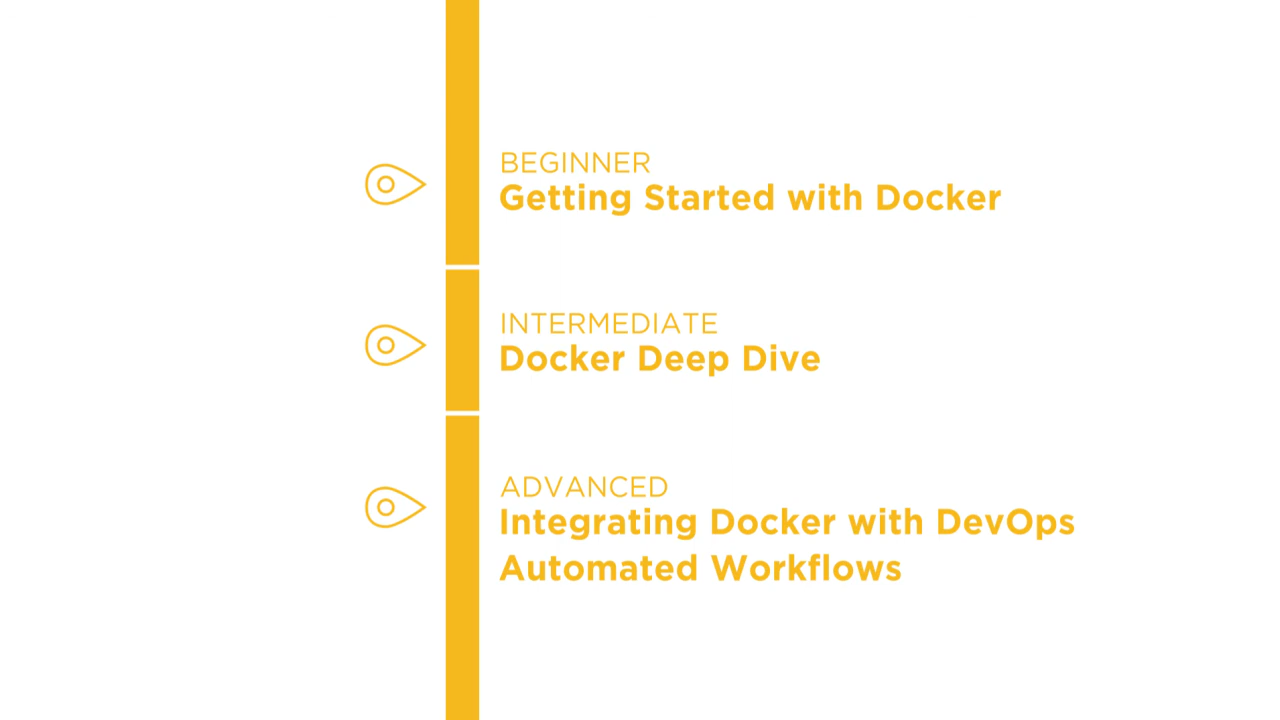 BEGINNER
Getting Started with Docker
INTERMEDIATE
Docker Deep Dive
ADVANCED
Integrating Docker with DevOps
Automated Workflows